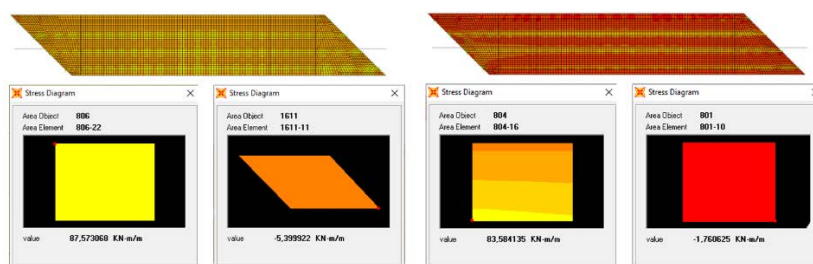 Stress Diagram
Area Object 806
Area Element 806-22
value 87,573068 KN-m/m
Stress Diagram
Area Object 1611
Area Element 1611-11
value -5,399922 KN-m/m
Stress Diagram
Area Object 804
Area Element 804-16
value 83,584135 KN-m/m
Stress Diagram
Area Object 801
Area Element 801-10
value -1,760625 KN-m/m